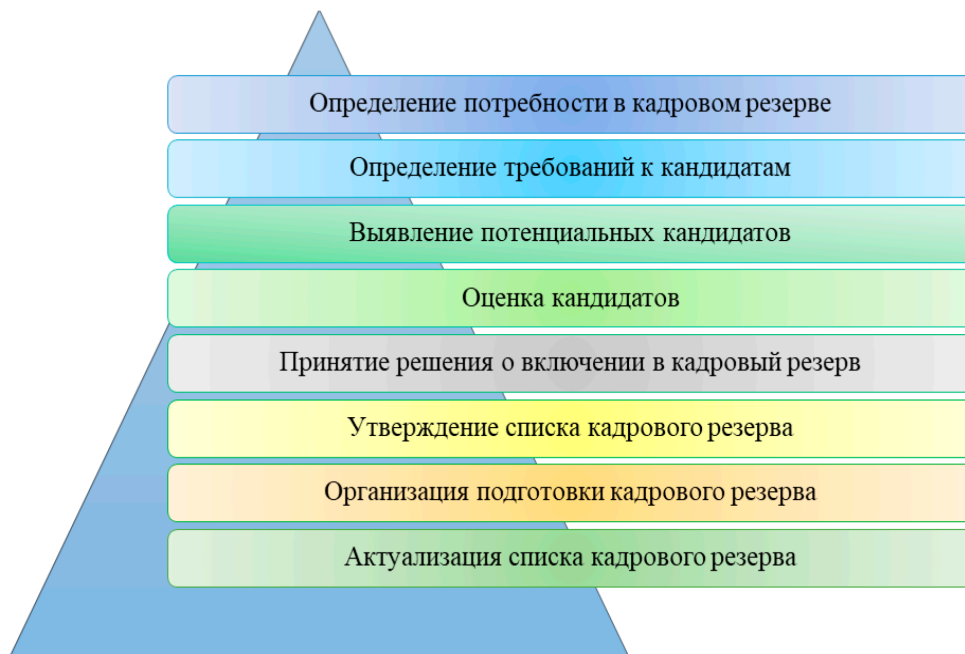 Определение потребности в кадровом резерве
Определение требований к кандидатам
Выявление потенциальных кандидатов
Оценка кандидатов
Принятие решения о включении в кадровый резерв
Утверждение списка кадрового резерва
Организация подготовки кадрового резерва
Актуализация списка кадрового резерва